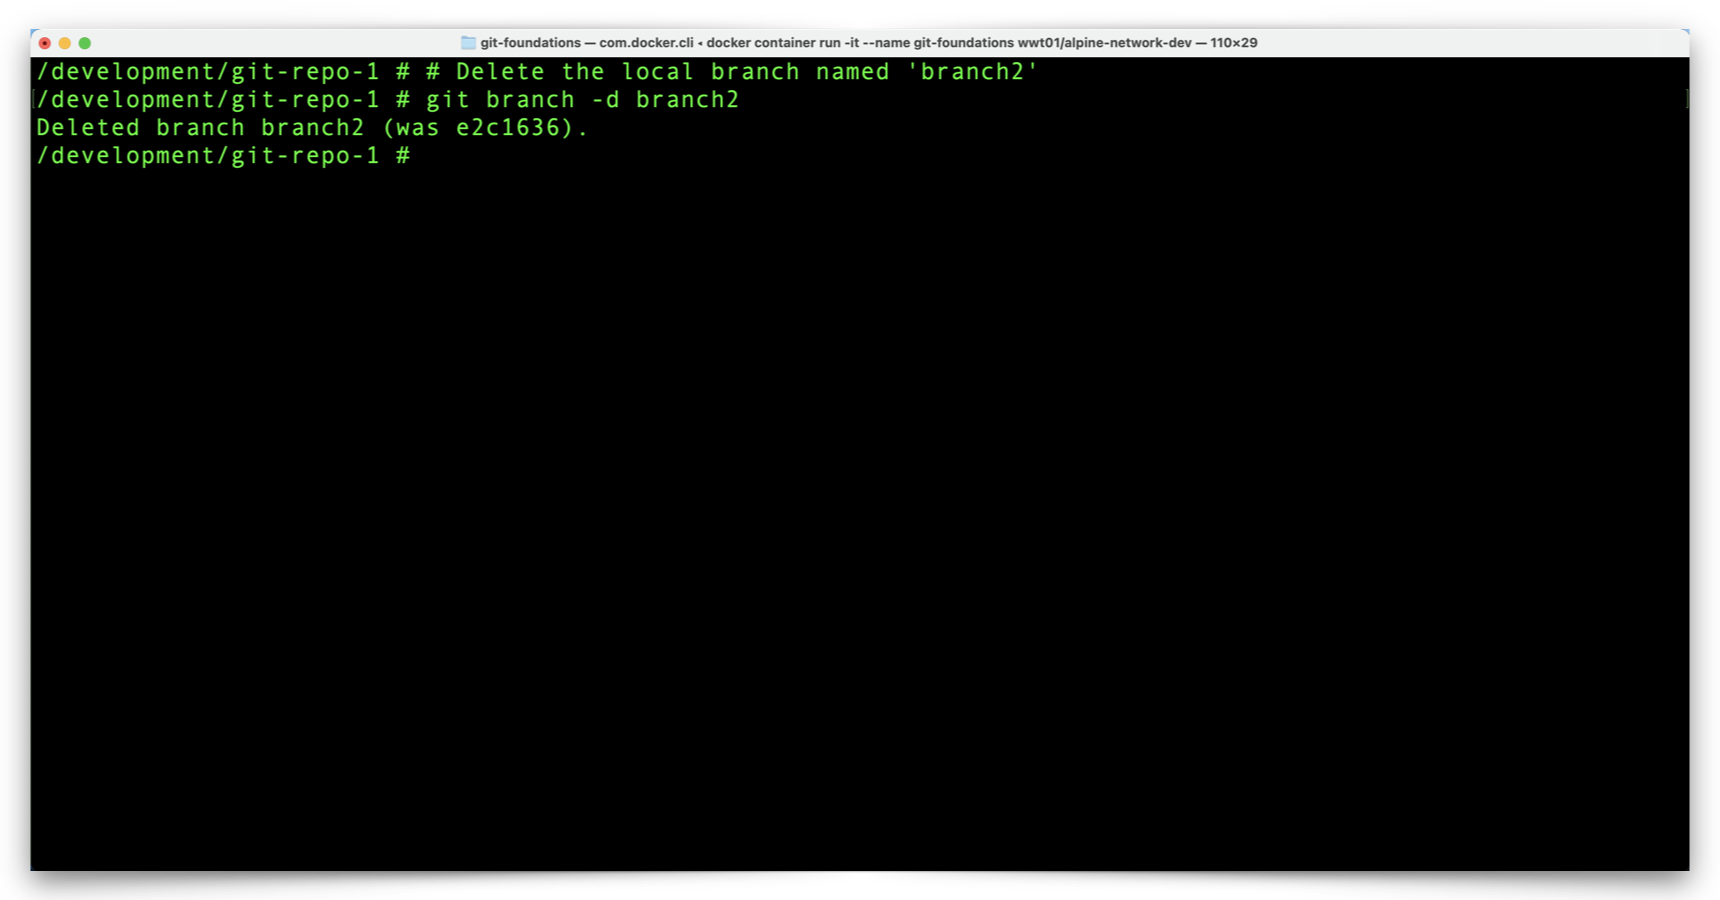 git-foundations — com.docker.cli ◂ docker container run -it --name git-foundations wwt01/alpine-network-dev — 110×29
/development/git-repo-1 # # Delete the local branch named 'branch2'
/development/git-repo-1 # git branch -d branch2
Deleted branch branch2 (was e2c1636).
/development/git-repo-1 #